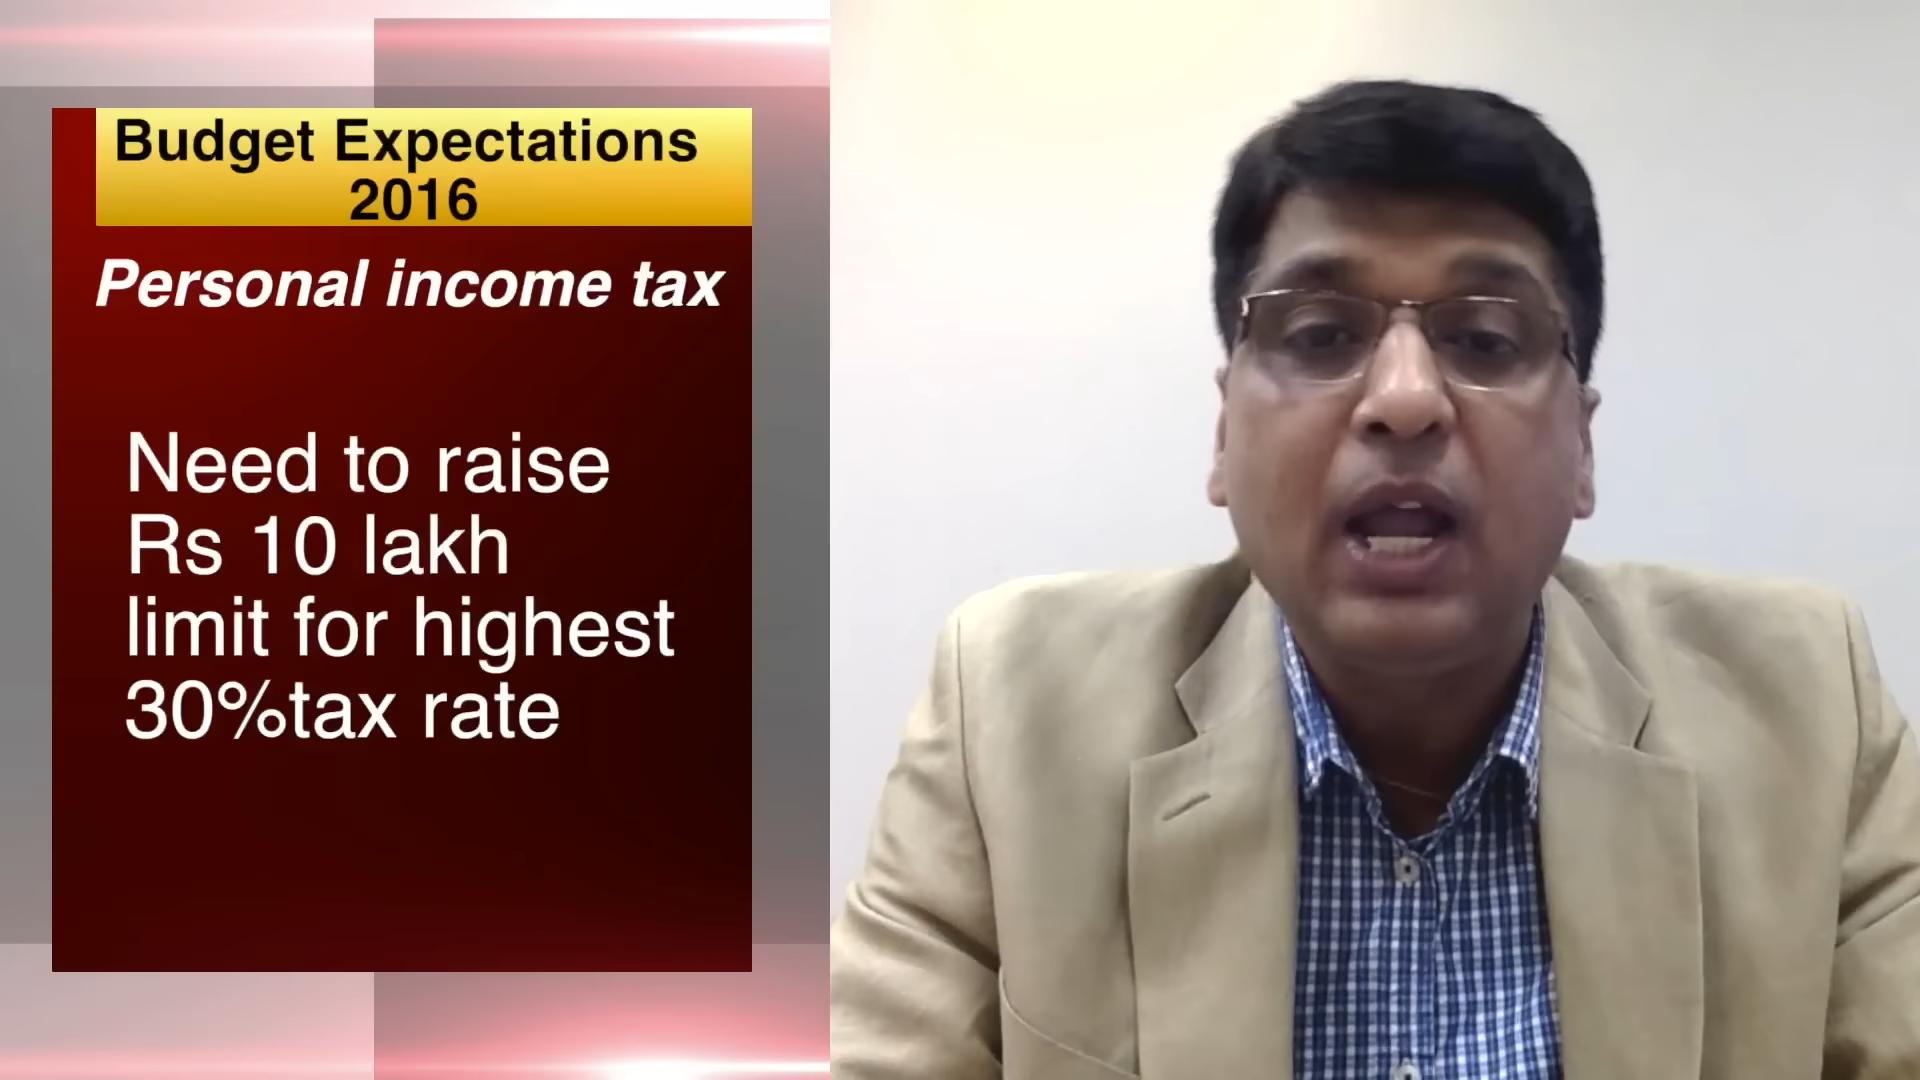 Budget Expectations
2016
Personal income tax
Need to raise
Rs 10 lakh
limit for highest
30%tax rate